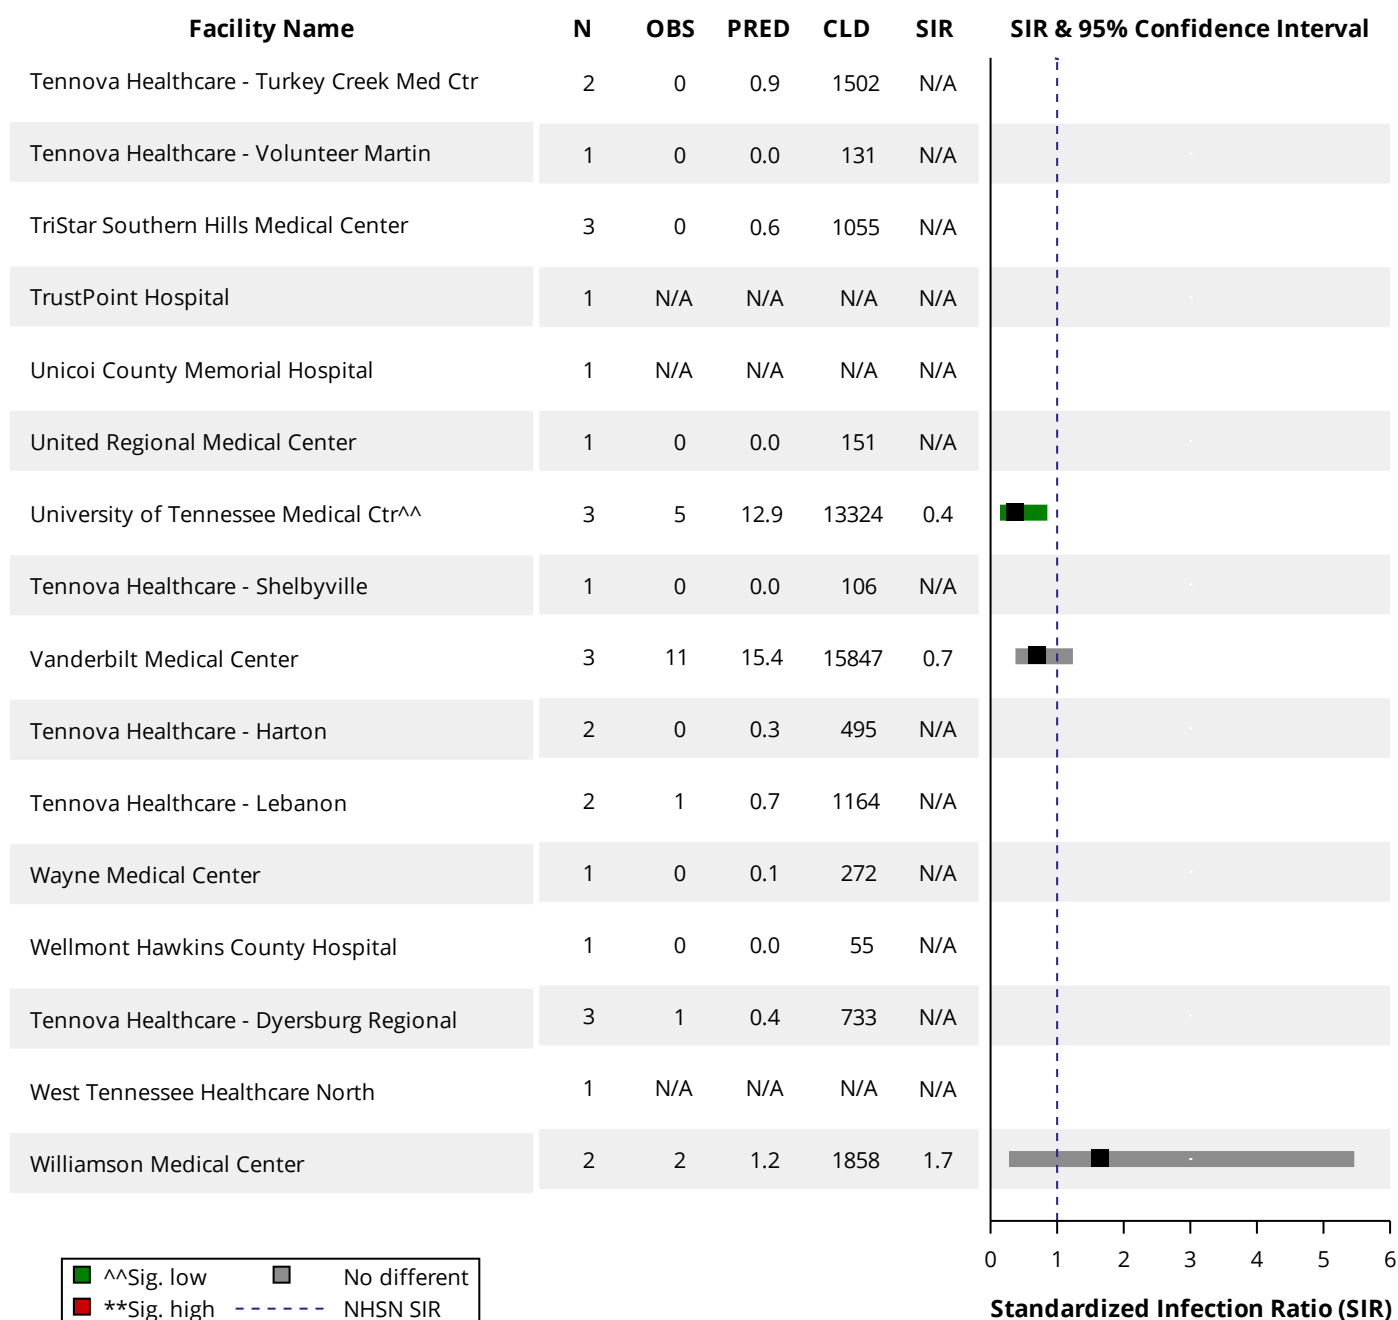 Facility Name N OBS PRED CLD SIR SIR & 95% Confidence Interval
Tennova Healthcare - Turkey Creek Med Ctr 2 0 0.9 1502 N/A
Tennova Healthcare - Volunteer Martin 1 0 0.0 131 N/A
TriStar Southern Hills Medical Center 3 0 0.6 1055 N/A
TrustPoint Hospital 1 N/A N/A N/A N/A
Unicoi County Memorial Hospital 1 N/A N/A N/A N/A
United Regional Medical Center 1 0 0.0 151 N/A
University of Tennessee Medical Ctr^^ 3 5 12.9 13324 0.4
Tennova Healthcare - Shelbyville 1 0 0.0 106 N/A
Vanderbilt Medical Center 3 11 15.4 15847 0.7
Tennova Healthcare - Harton 2 0 0.3 495 N/A
Tennova Healthcare - Lebanon 2 1 0.7 1164 N/A
Wayne Medical Center 1 0 0.1 272 N/A
Wellmont Hawkins County Hospital 1 0 0.0 55 N/A
Tennova Healthcare - Dyersburg Regional 3 1 0.4 733 N/A
West Tennessee Healthcare North 1 N/A N/A N/A N/A
Williamson Medical Center 2 2 1.2 1858 1.7
0 1 2 3 4 5 6
^^Sig. low No different
**Sig. high NHSN SIR
Standardized Infection Ratio (SIR)